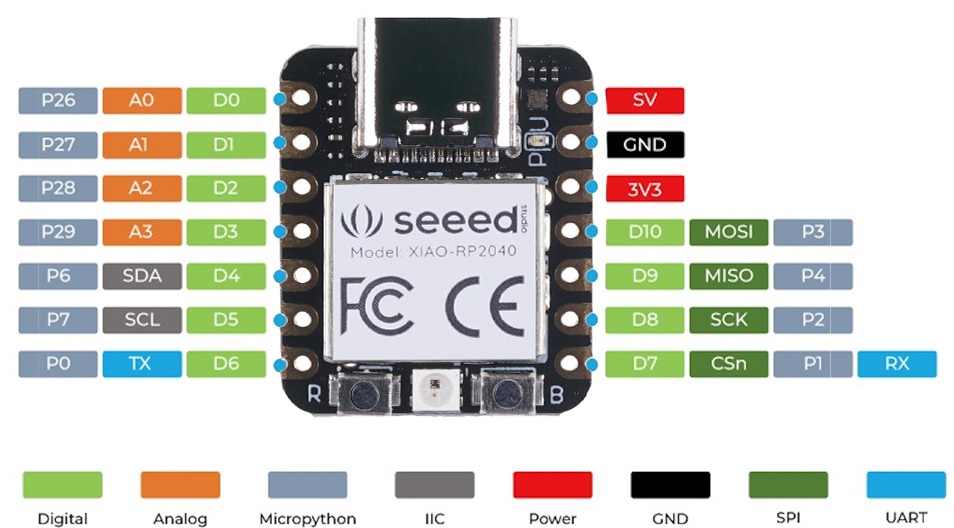 P26 A0 D0 SV
P27 A1 D1 GND
P28 A2 D2 3V3
P29 A3 D3 D10 MOSI P3
P6 SDA D4 D9 MISO P4
P7 SCL D5 D8 SCK P2
P0 TX D6 D7 CSn P1 RX
U
P
seeed studio
Model: XIAO-RP2040
FC CE
R B
Digital Analog Micropython IIC Power GND SPI UART